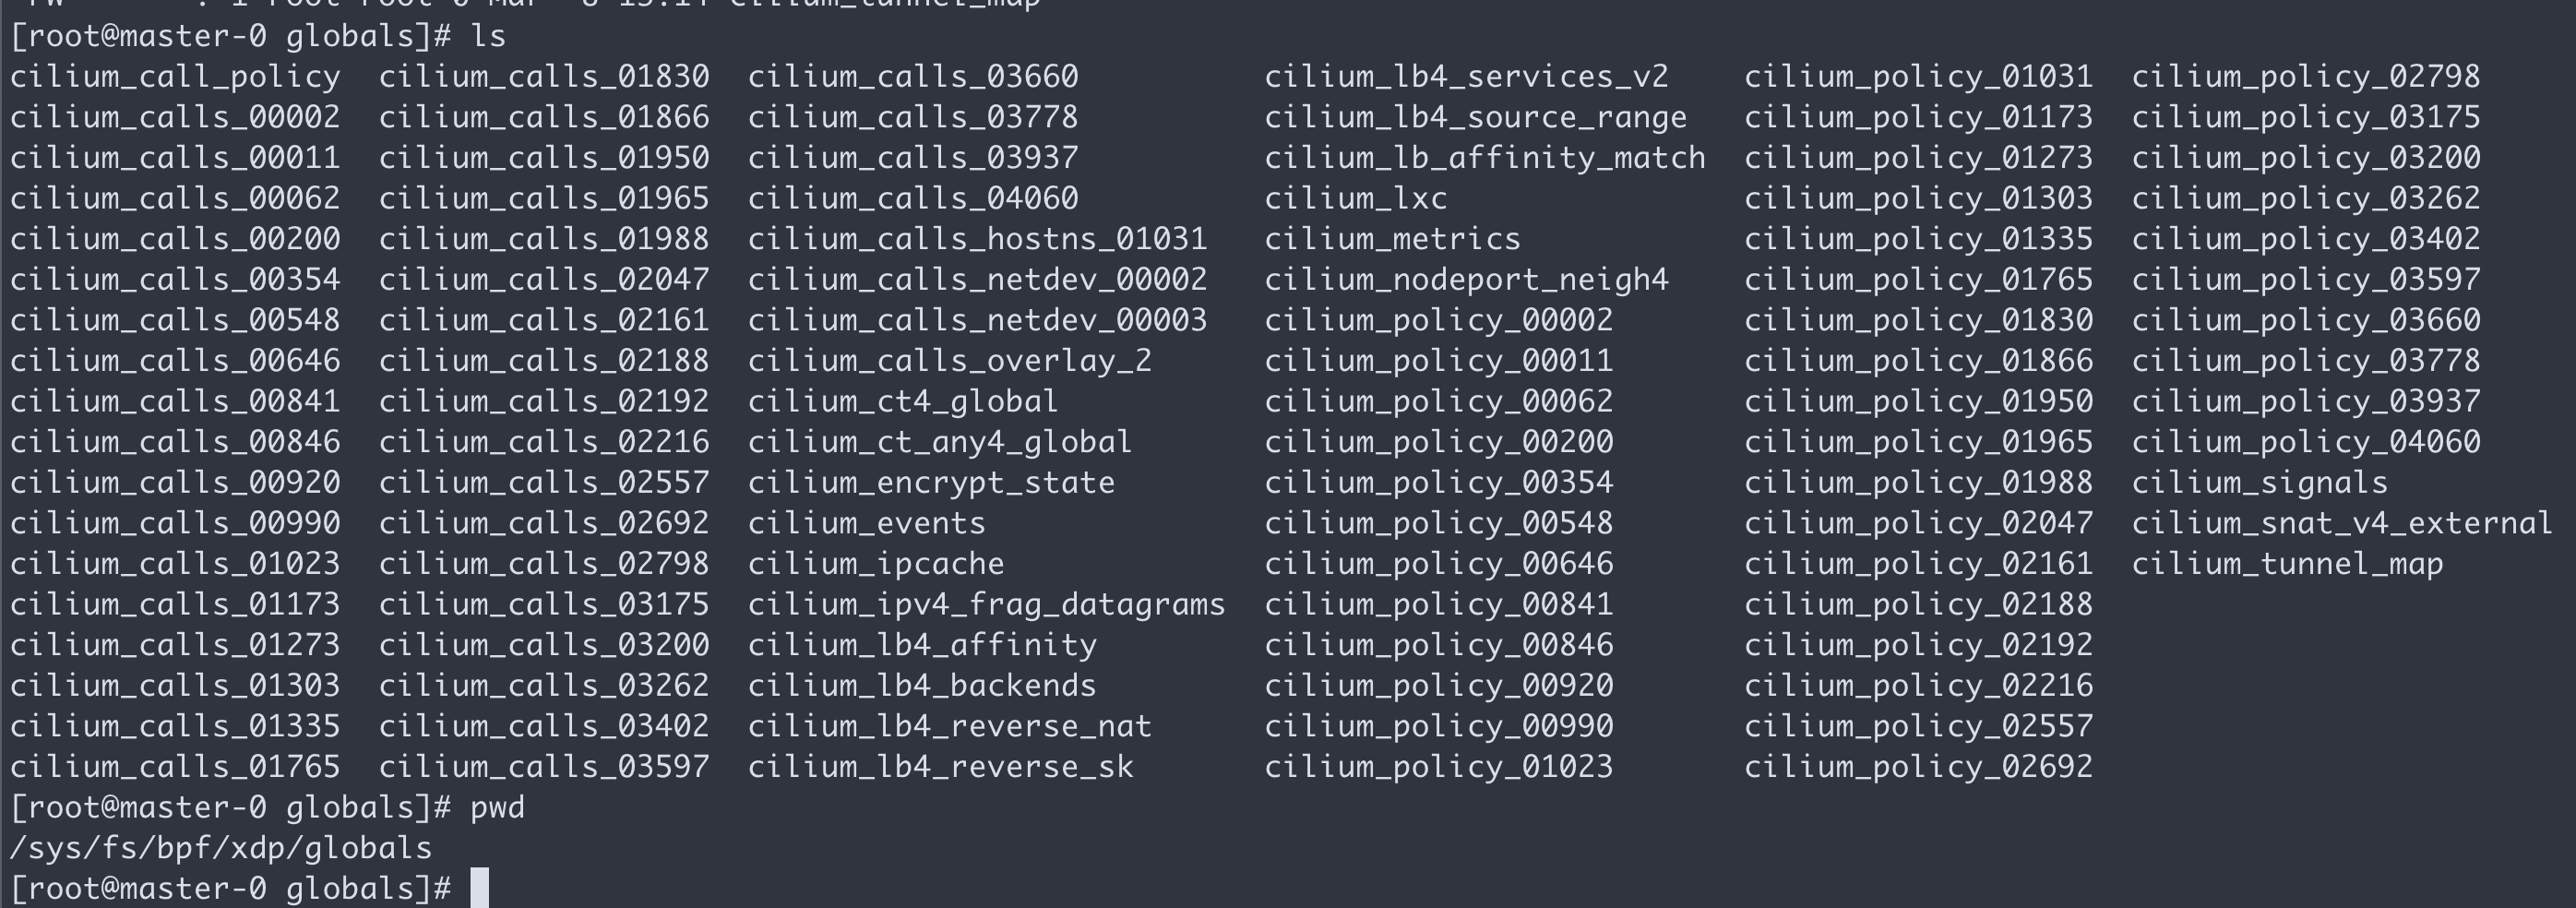 [root@master-0 globals]# ls
cilium_call_policy  cilium_calls_01830  cilium_calls_03660         cilium_lb4_services_v2    cilium_policy_01031  cilium_policy_02798
cilium_calls_00002  cilium_calls_01866  cilium_calls_03778         cilium_lb4_source_range   cilium_policy_01173  cilium_policy_03175
cilium_calls_00011  cilium_calls_01950  cilium_calls_03937         cilium_lb_affinity_match  cilium_policy_01273  cilium_policy_03200
cilium_calls_00062  cilium_calls_01965  cilium_calls_04060         cilium_lxc                cilium_policy_01303  cilium_policy_03262
cilium_calls_00200  cilium_calls_01988  cilium_calls_hostns_01031  cilium_metrics            cilium_policy_01335  cilium_policy_03402
cilium_calls_00354  cilium_calls_02047  cilium_calls_netdev_00002  cilium_nodeport_neigh4    cilium_policy_01765  cilium_policy_03597
cilium_calls_00548  cilium_calls_02161  cilium_calls_netdev_00003  cilium_policy_00002       cilium_policy_01830  cilium_policy_03660
cilium_calls_00646  cilium_calls_02188  cilium_calls_overlay_2     cilium_policy_00011       cilium_policy_01866  cilium_policy_03778
cilium_calls_00841  cilium_calls_02192  cilium_ct4_global          cilium_policy_00062       cilium_policy_01950  cilium_policy_03937
cilium_calls_00846  cilium_calls_02216  cilium_ct_any4_global      cilium_policy_00200       cilium_policy_01965  cilium_policy_04060
cilium_calls_00920  cilium_calls_02557  cilium_encrypt_state       cilium_policy_00354       cilium_policy_01988  cilium_signals
cilium_calls_00990  cilium_calls_02692  cilium_events              cilium_policy_00548       cilium_policy_02047  cilium_snat_v4_external
cilium_calls_01023  cilium_calls_02798  cilium_ipcache             cilium_policy_00646       cilium_policy_02161  cilium_tunnel_map
cilium_calls_01173  cilium_calls_03175  cilium_ipv4_frag_datagrams cilium_policy_00841       cilium_policy_02188
cilium_calls_01273  cilium_calls_03200  cilium_lb4_affinity        cilium_policy_00846       cilium_policy_02192
cilium_calls_01303  cilium_calls_03262  cilium_lb4_backends        cilium_policy_00920       cilium_policy_02216
cilium_calls_01335  cilium_calls_03402  cilium_lb4_reverse_nat     cilium_policy_00990       cilium_policy_02557
cilium_calls_01765  cilium_calls_03597  cilium_lb4_reverse_sk      cilium_policy_01023       cilium_policy_02692
[root@master-0 globals]# pwd
/sys/fs/bpf/xdp/globals
[root@master-0 globals]#